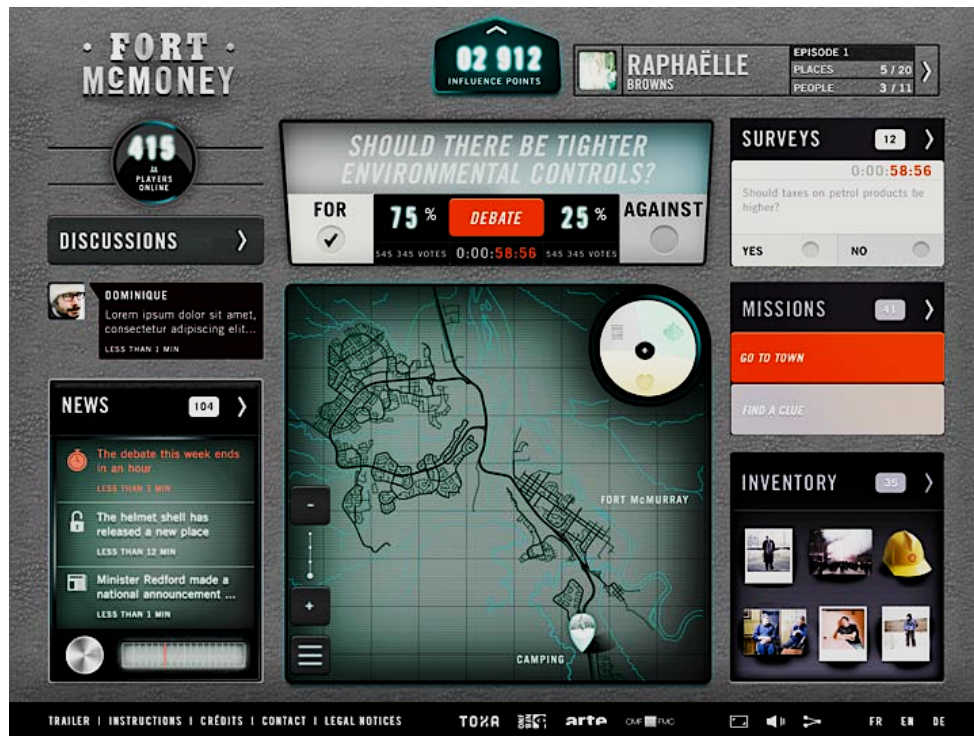 · FORT ·
McMONEY
02 912
INFLUENCE POINTS
RAPHAËLLE
BROWNS
EPISODE 1
PLACES 5 / 20
PEOPLE 3 / 11
415
PLAYERS
ONLINE
DISCUSSIONS
DOMINIQUE
Lorem ipsum dolor sit amet,
consectetur adipiscing elit...
LESS THAN 1 MIN
NEWS 104
The debate this week ends
in an hour
LESS THAN 1 MIN
The helmet shell has
released a new place
LESS THAN 12 MIN
Minister Redford made a
national announcement ...
LESS THAN 1 MIN
SHOULD THERE BE TIGHTER
ENVIRONMENTAL CONTROLS?
FOR 75 % DEBATE 25 % AGAINST
545 345 VOTES 0:00:58:56 545 345 VOTES
FORT McMURRAY
CAMPING
-
+
SURVEYS 12
0:00:58:56
Should taxes on petrol products be
higher?
YES NO
MISSIONS 41
GO TO TOWN
FIND A CLUE
INVENTORY 35
TRAILER | INSTRUCTIONS | CRÉDITS | CONTACT | LEGAL NOTICES
TOXA arte CMF FMC FR EN DE